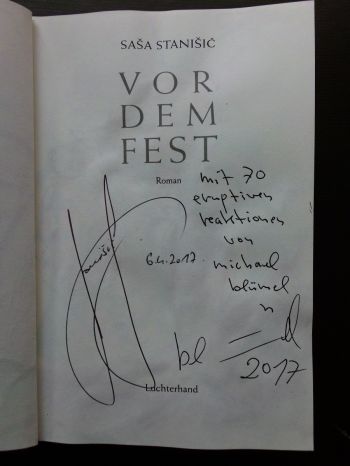 SAŠA STANIŠIĆ
VOR
DEM
FEST
Roman
mit 70
eruptiven
reaktionen
von
michael
blümel
6.4.2017
2017
Luchterhand